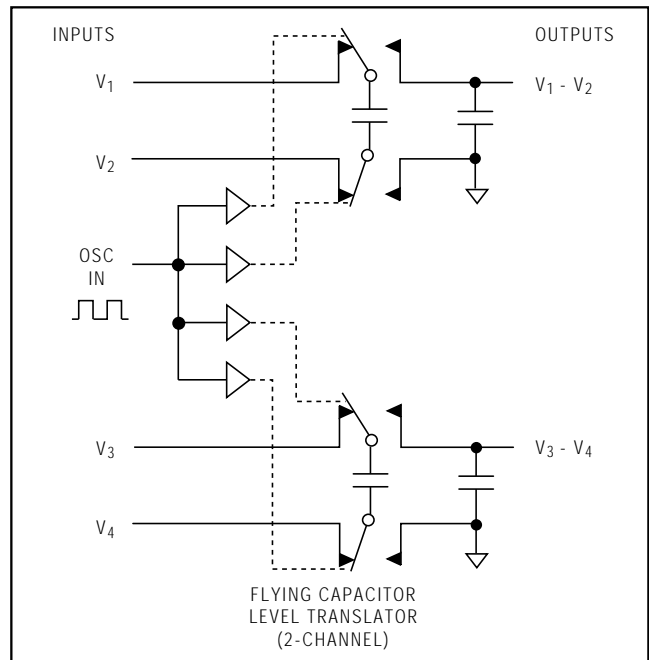 INPUTS
OUTPUTS
V1
V1 - V2
V2
OSC
IN
V3
V3 - V4
V4
FLYING CAPACITOR
LEVEL TRANSLATOR
(2-CHANNEL)